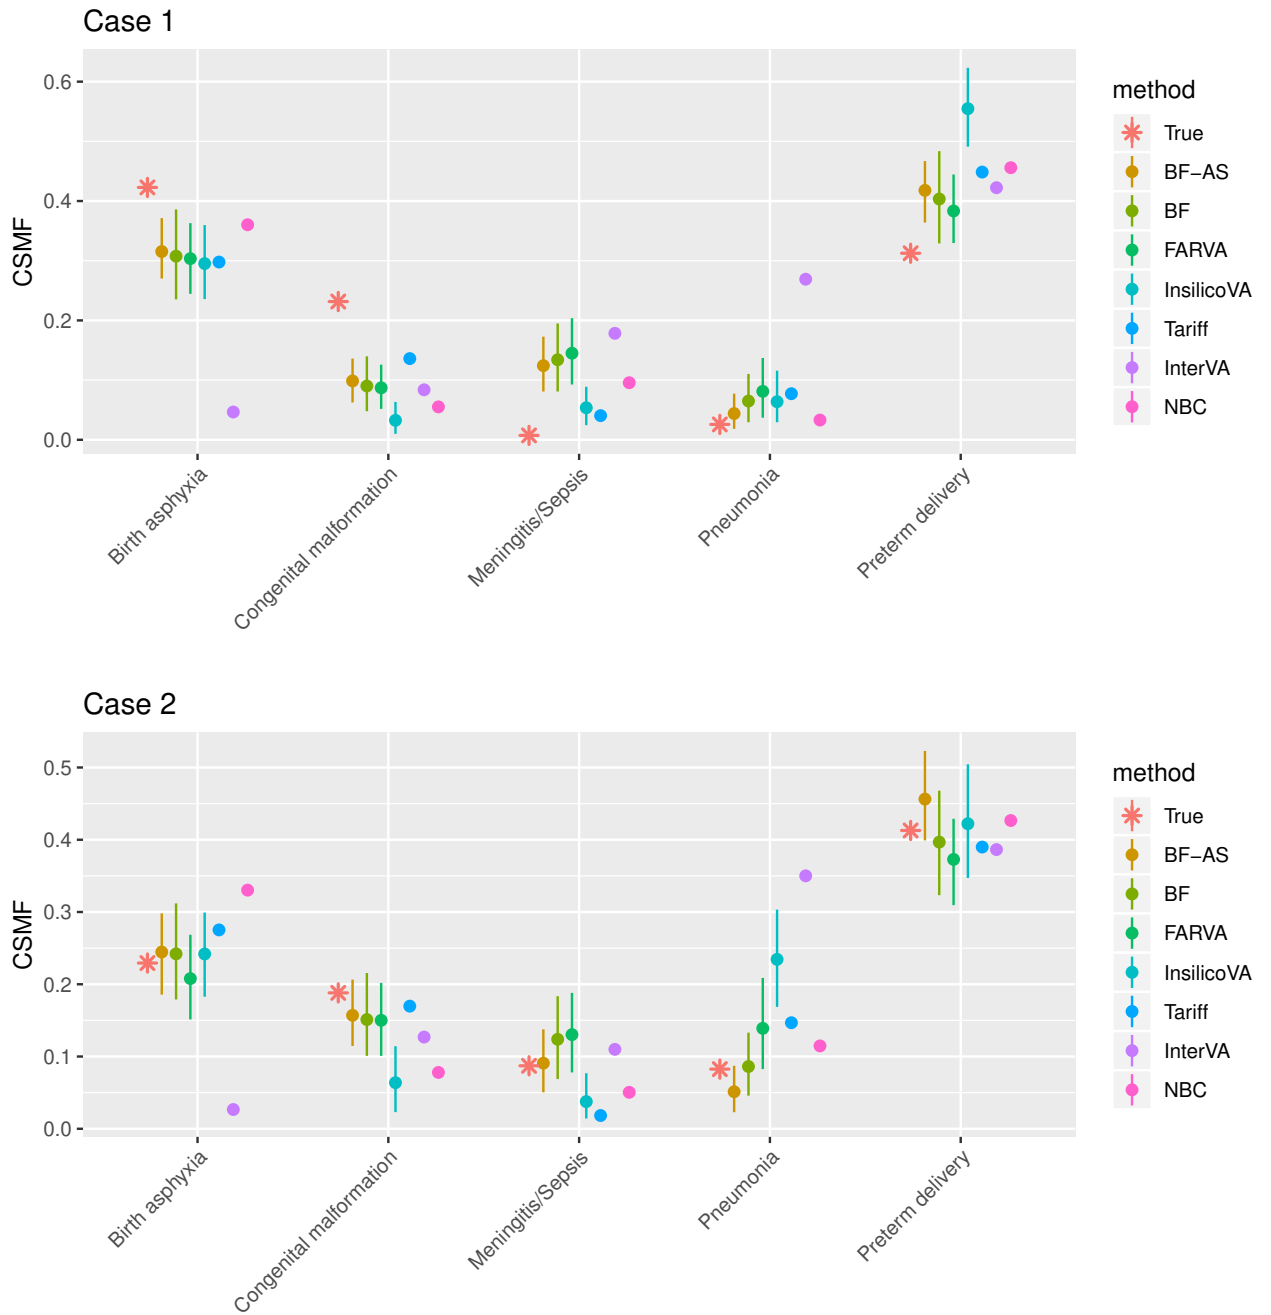 Case 1
CSMF
0.6
0.4
0.2
0.0
Birth asphyxia
Congenital malformation
Meningitis/Sepsis
Pneumonia
Preterm delivery
method
True
BF-AS
BF
FARVA
InsilicoVA
Tariff
InterVA
NBC
Case 2
CSMF
0.5
0.4
0.3
0.2
0.1
0.0
Birth asphyxia
Congenital malformation
Meningitis/Sepsis
Pneumonia
Preterm delivery
method
True
BF-AS
BF
FARVA
InsilicoVA
Tariff
InterVA
NBC